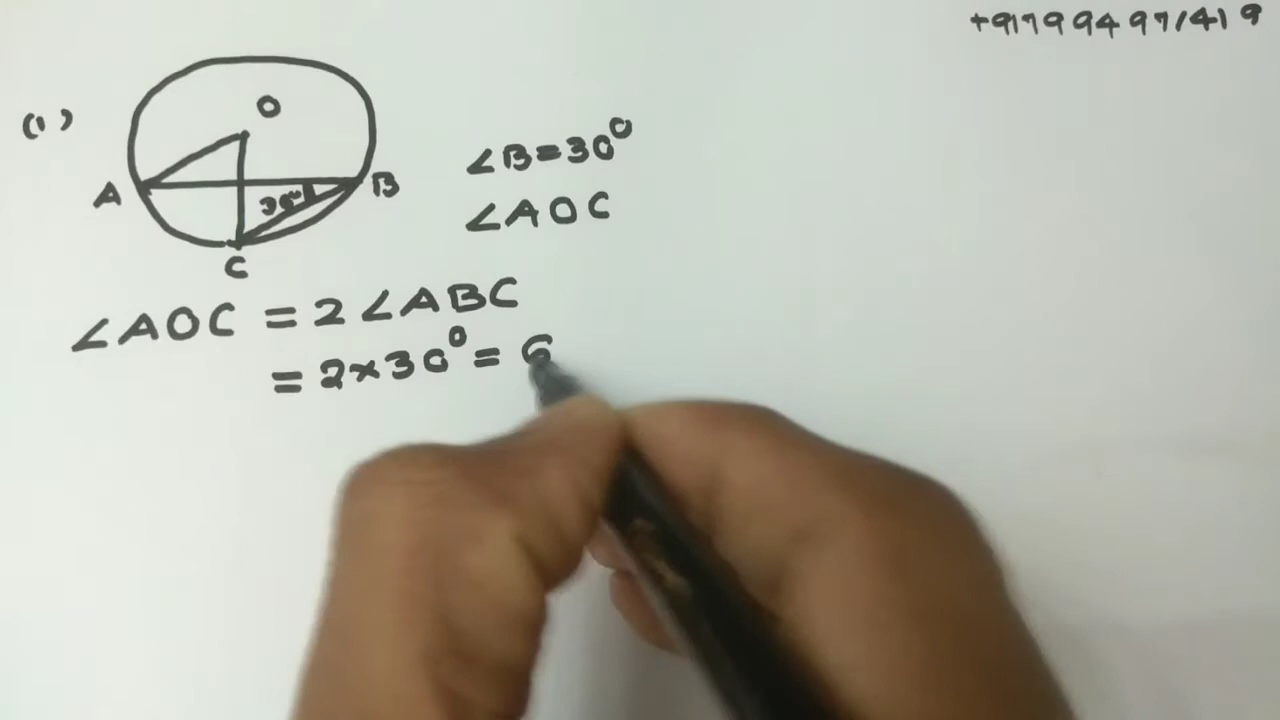 +917994971419
(1)
O
A
B
30°
C
∠B=30°
∠AOC
∠AOC = 2∠ABC
= 2×30° = 6